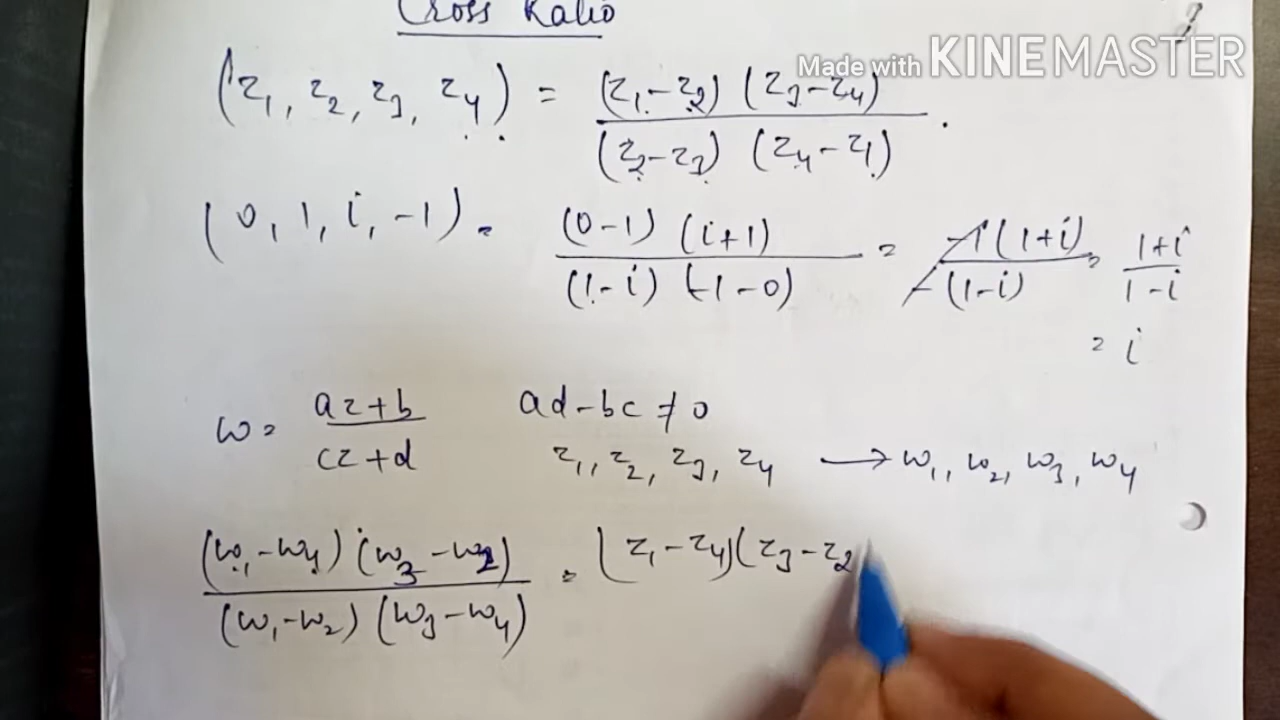 Cross Ratio
Made with KINEMASTER
(z₁, z₂, z₃, z₄) = (z₁-z₂) (z₃-z₄) / (z₂-z₃) (z₄-z₁) .
(0, 1, i, -1) = (0-1) (i+1) / (1-i) (-1-0) = -1(1+i) / -(1-i) = 1+i / 1-i
= i
w = az+b / cz+d ad-bc ≠ 0
z₁, z₂, z₃, z₄ → w₁, w₂, w₃, w₄
(w₁-w₄) (w₃-w₂) / (w₁-w₂) (w₃-w₄) = (z₁-z₄)(z₃-z₂